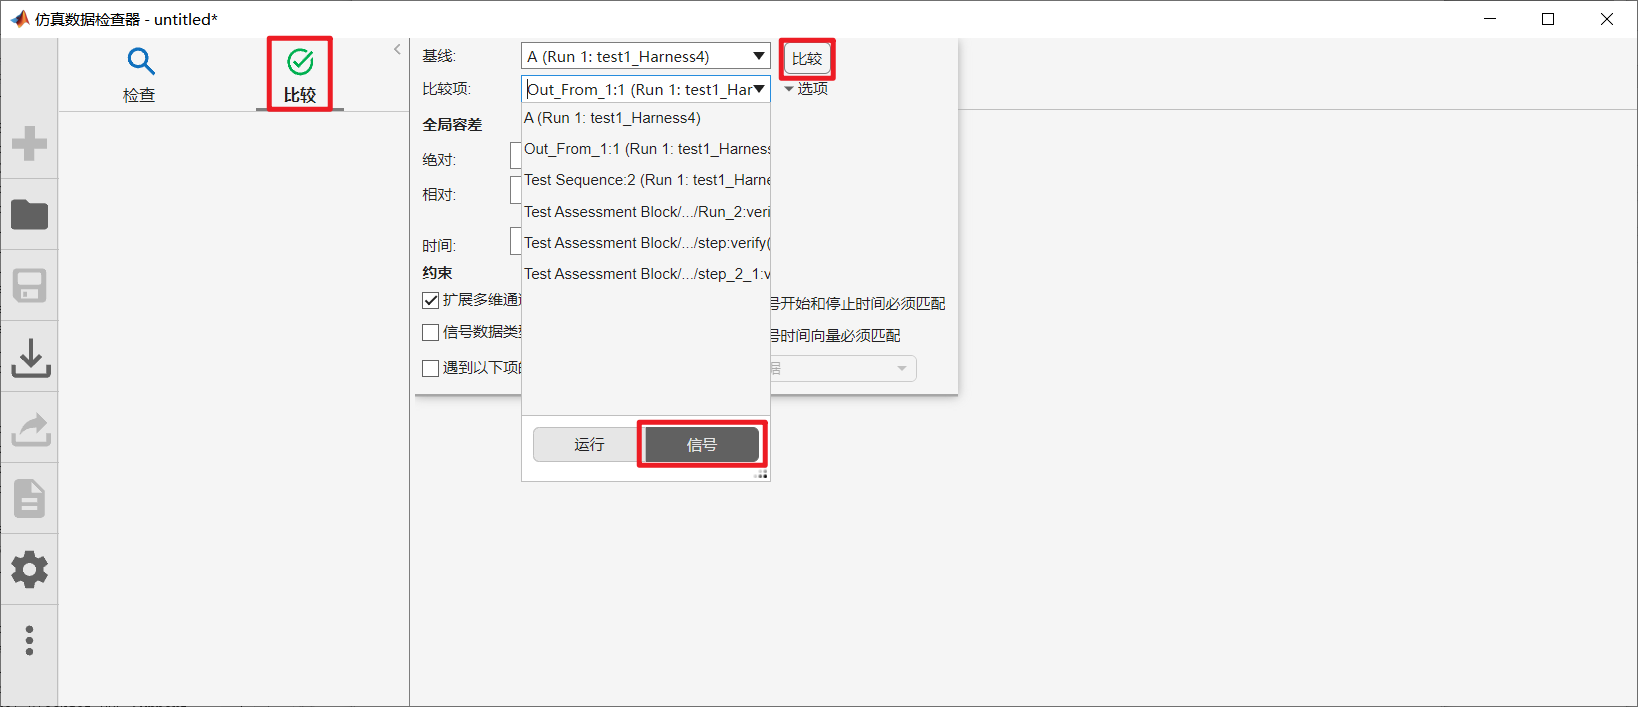 仿真数据检查器 - untitled*
检查
比较
基线:
A (Run 1: test1_Harness4)
比较
比较项:
Out_From_1:1 (Run 1: test1_Har
选项
A (Run 1: test1_Harness4)
全局容差
Out_From_1:1 (Run 1: test1_Harness
绝对:
Test Sequence:2 (Run 1: test1_Harne
相对:
Test Assessment Block/.../Run_2:veri
时间:
Test Assessment Block/.../step:verify(
约束
Test Assessment Block/.../step_2_1:v
扩展多维通
号开始和停止时间必须匹配
信号数据类
号时间向量必须匹配
遇到以下项
据
运行
信号